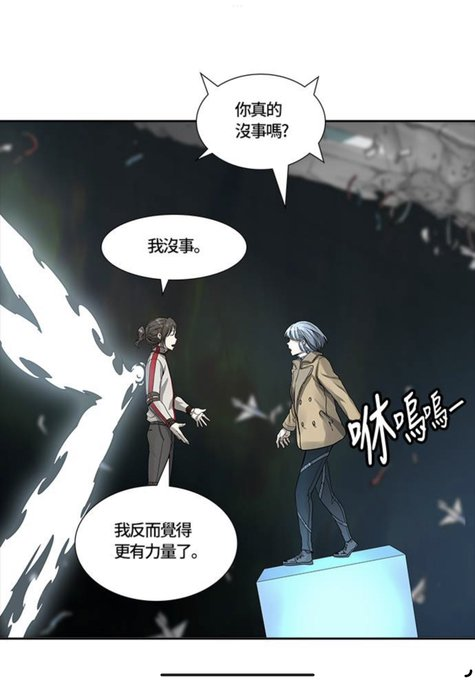 你真的
沒事嗎?
我沒事。
咻嗚嗚—
我反而覺得
更有力量了。